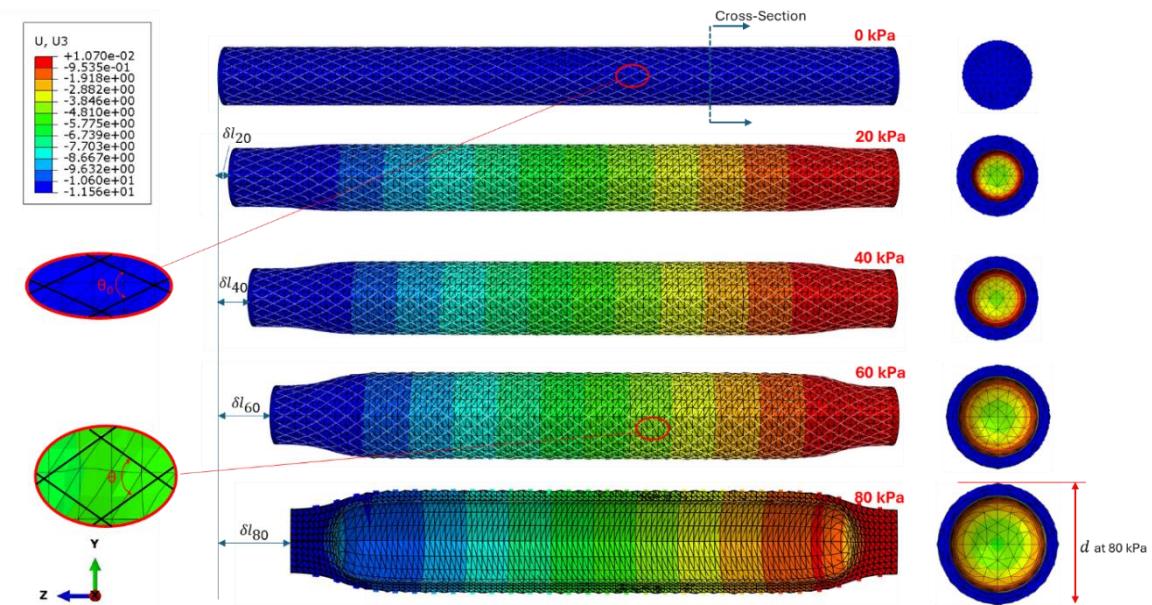 Cross-Section
0 kPa
U, U3
+1.070e-02
-9.535e-01
-1.918e+00
-2.882e+00
-3.846e+00
-4.810e+00
-5.775e+00
-6.739e+00
-7.703e+00
-8.667e+00
-9.632e+00
-1.060e+01
-1.156e+01
δl20
20 kPa
θ0
δl40
40 kPa
60 kPa
δl60
θ
80 kPa
δl80
d at 80 kPa
Y
Z
X